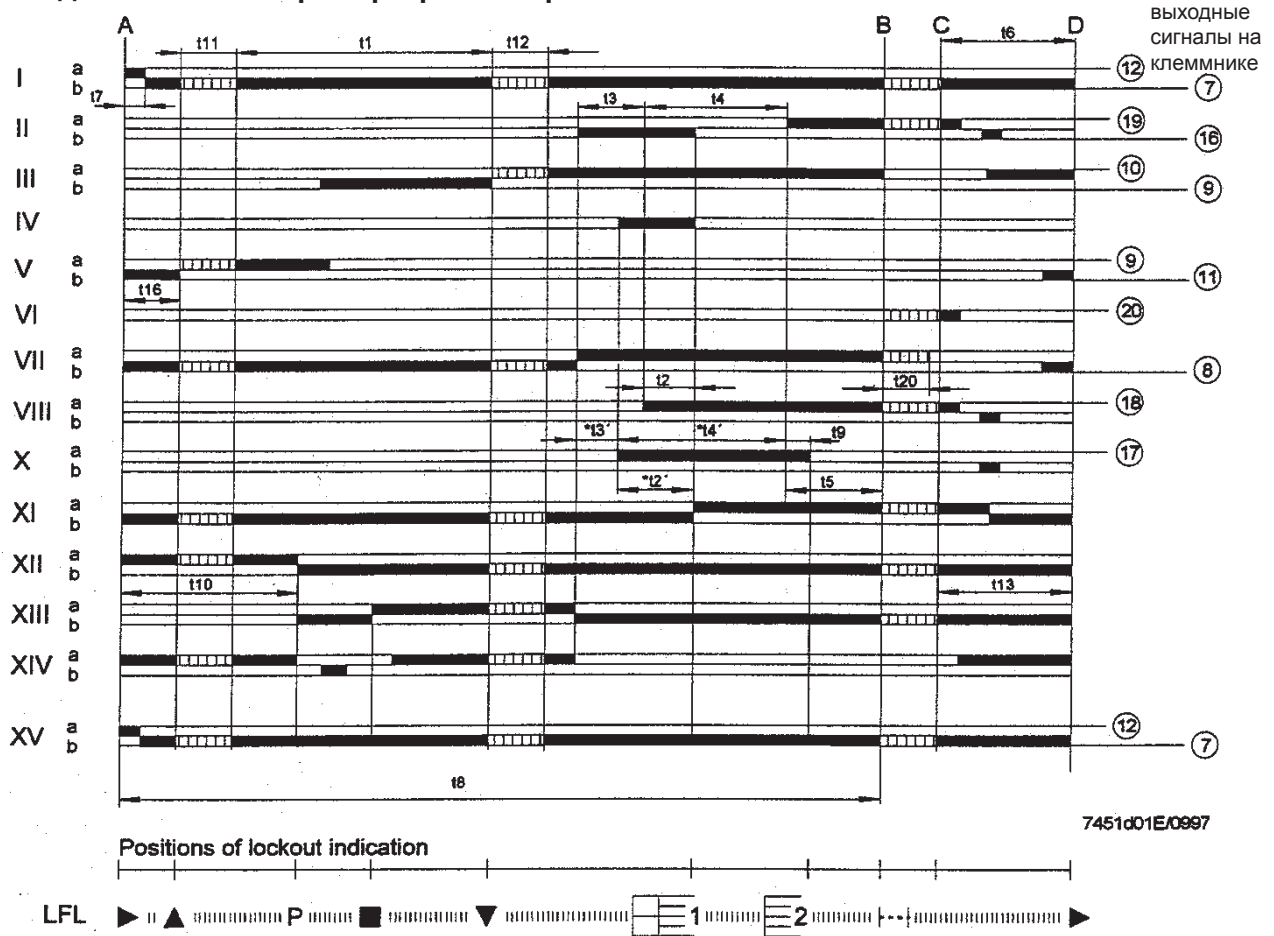 выходные
сигналы на
клеммнике
A B C D
t11 t1 t12 t6
I a b 12 7
t7 t3 t4
II a b 19 16
III a b 10 9
IV
V a b 9 11
t16
VI 20
VII a b 8
t2 t20
VIII a b 18
"t3´ "t4´ t9
X a b 17
"t2´ t5
XI a b
XII a b
t10 t13
XIII a b
XIV a b
XV a b 12 7
t8
7451d01E/0997
Positions of lockout indication
LFL P 1 2